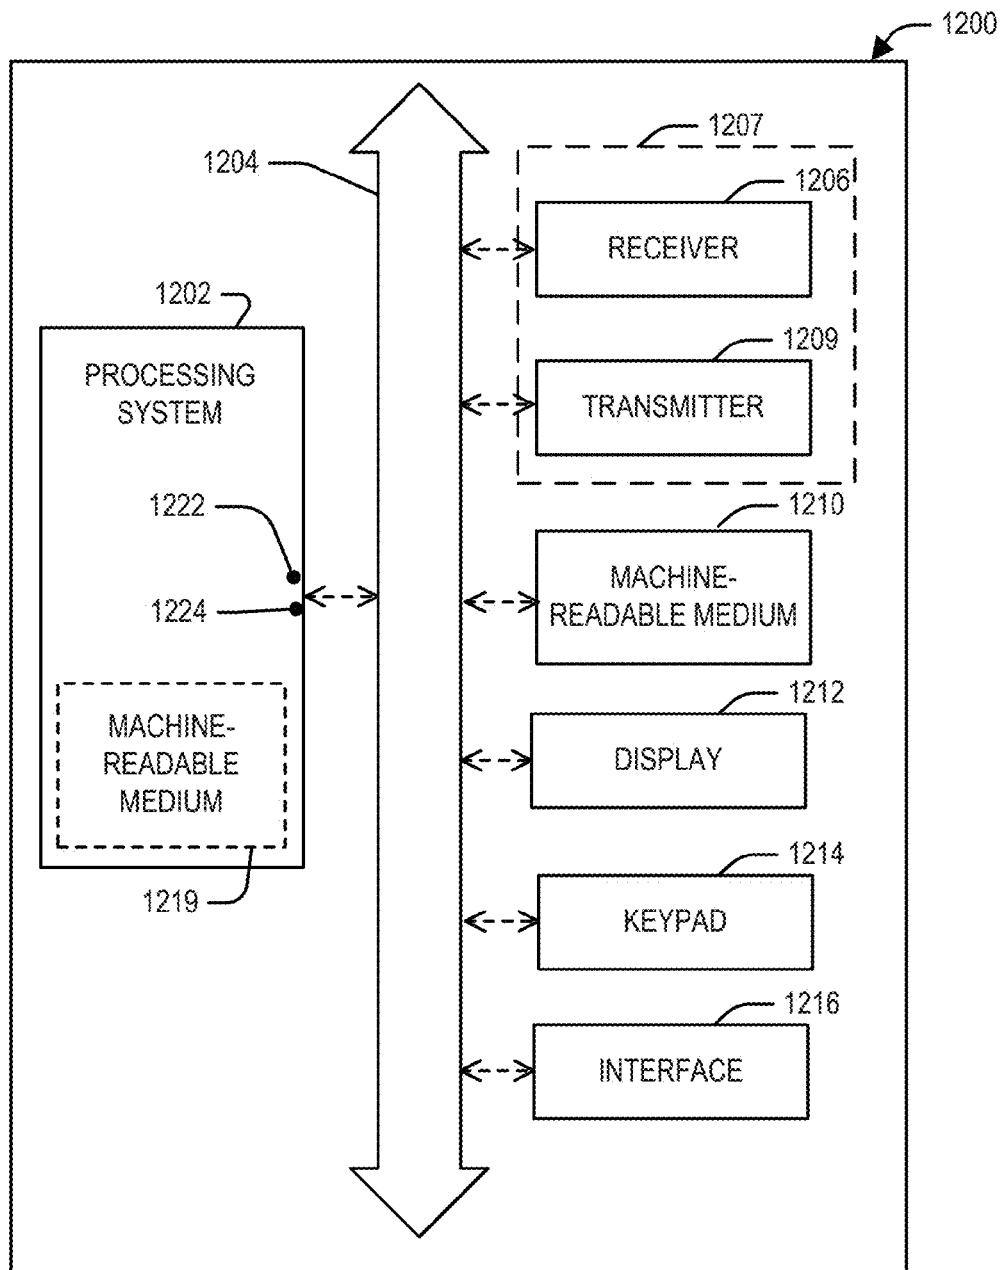 1200
1207
1204
1206
RECEIVER
1202
PROCESSING
SYSTEM
1209
TRANSMITTER
1222
1210
MACHINE-
READABLE MEDIUM
1224
1212
MACHINE-
READABLE
MEDIUM
DISPLAY
1219
1214
KEYPAD
1216
INTERFACE